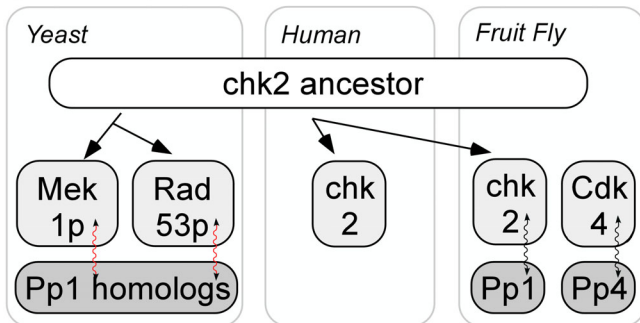 Yeast
Human
Fruit Fly
chk2 ancestor
Mek
1p
Rad
53p
chk
2
chk
2
Cdk
4
Pp1 homologs
Pp1
Pp4